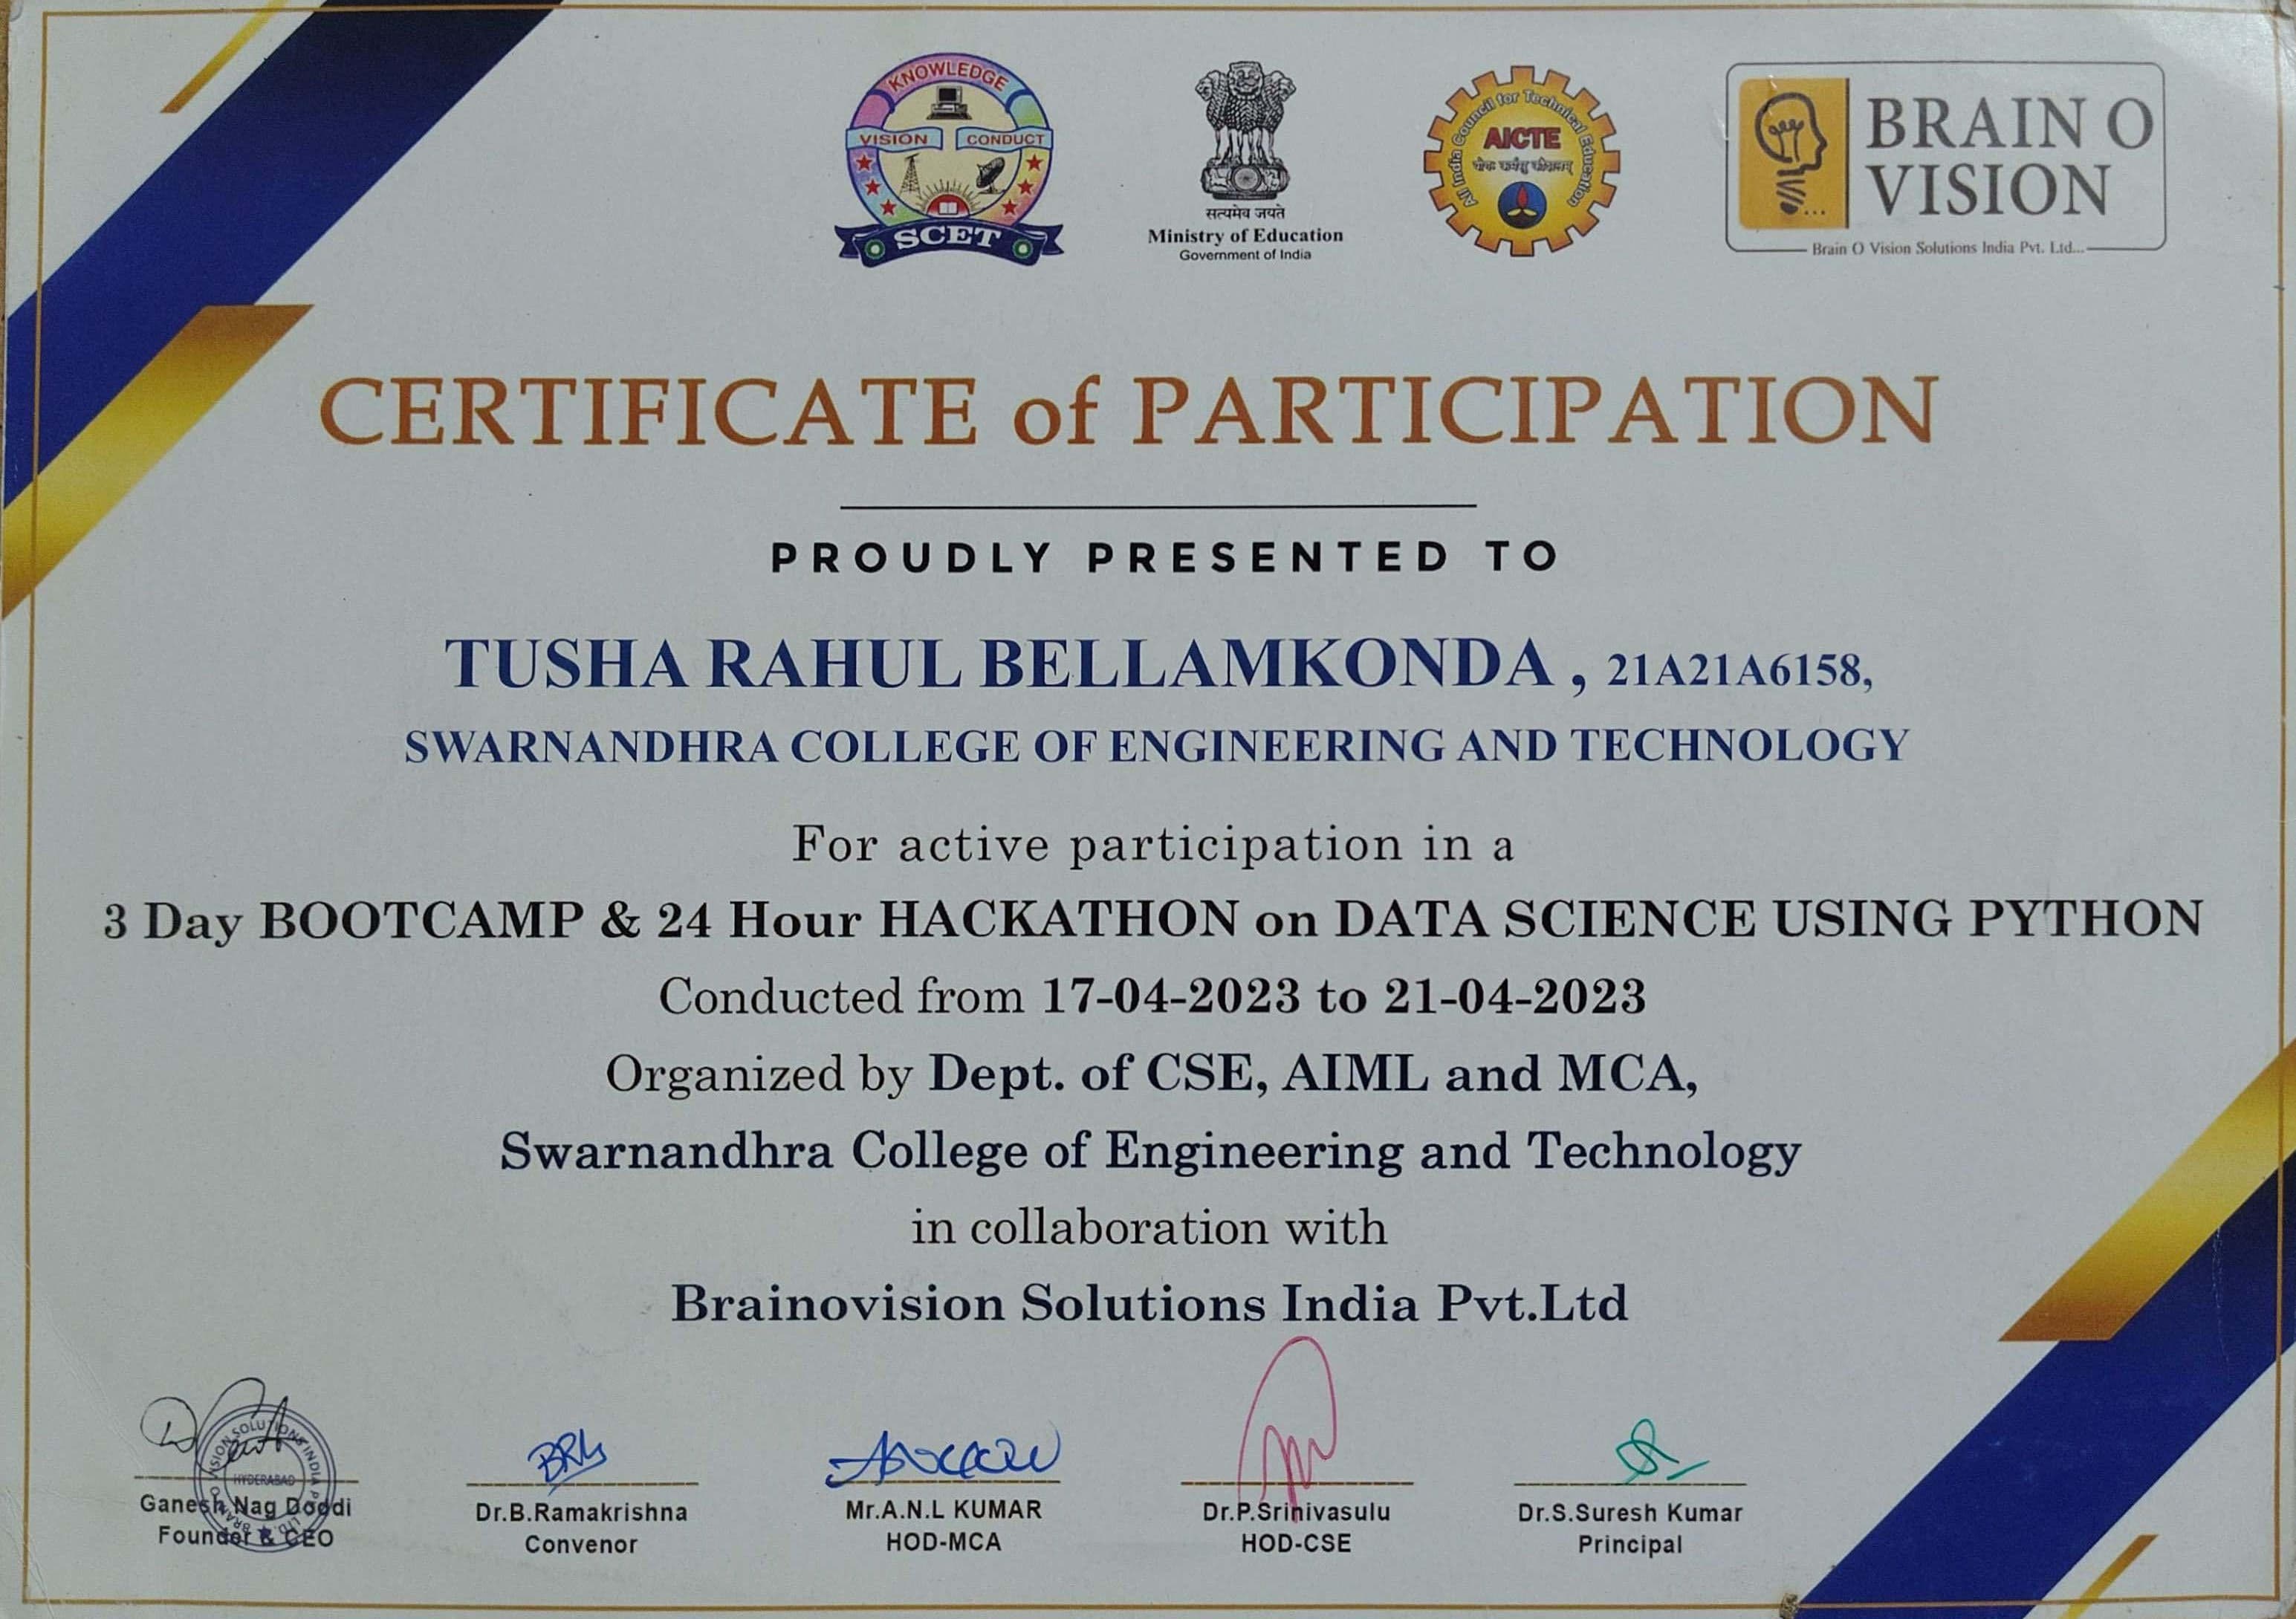 KNOWLEDGE
VISION CONDUCT
SCET
सत्यमेव जयते
Ministry of Education
Government of India
All India Council for Technical Education
AICTE
BRAIN O
VISION
Brain O Vision Solutions India Pvt. Ltd...
CERTIFICATE of PARTICIPATION
PROUDLY PRESENTED TO
TUSHA RAHUL BELLAMKONDA , 21A21A6158,
SWARNANDHRA COLLEGE OF ENGINEERING AND TECHNOLOGY
For active participation in a
3 Day BOOTCAMP & 24 Hour HACKATHON on DATA SCIENCE USING PYTHON
Conducted from 17-04-2023 to 21-04-2023
Organized by Dept. of CSE, AIML and MCA,
Swarnandhra College of Engineering and Technology
in collaboration with
Brainovision Solutions India Pvt.Ltd
HYDERABAD
Ganesh Nag Doddi
Founder & CEO
Dr.B.Ramakrishna
Convenor
Mr.A.N.L KUMAR
HOD-MCA
Dr.P.Srinivasulu
HOD-CSE
Dr.S.Suresh Kumar
Principal